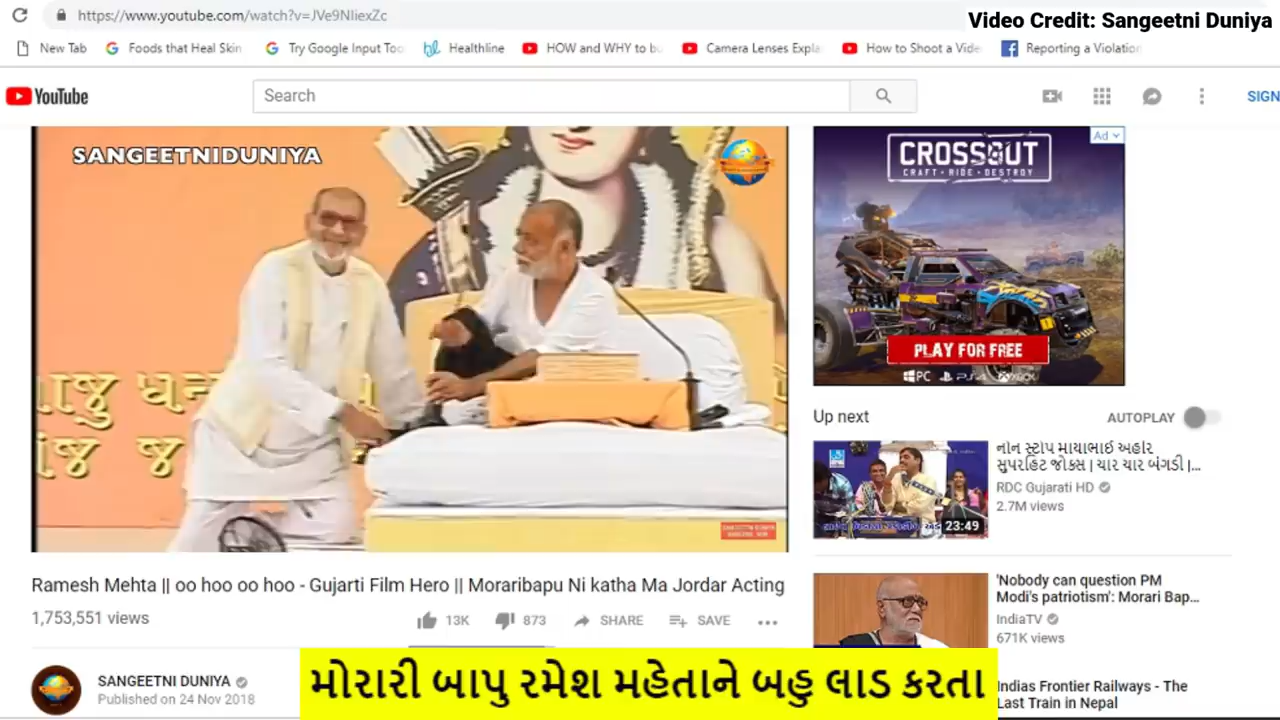 https://www.youtube.com/watch?v=JVe9NIiexZc
Video Credit: Sangeetni Duniya
New Tab
Foods that Heal Skin
Try Google Input Too
Healthline
HOW and WHY to bu
Camera Lenses Expla
How to Shoot a Vide
Reporting a Violation
YouTube
Search
SIGN
SANGEETNIDUNIYA
Ad
CROSSOUT
CRAFT • RIDE • DESTROY
PLAY FOR FREE
PC PS4 XBOX
Up next
AUTOPLAY
નોન સ્ટોપ માયાભાઈ અહીર
સુપરહિટ જોક્સ | ચાર ચાર બંગડી |...
RDC Gujarati HD
2.7M views
23:49
'Nobody can question PM
Modi's patriotism': Morari Bap...
IndiaTV
671K views
Indias Frontier Railways - The
Last Train in Nepal
Ramesh Mehta || oo hoo oo hoo - Gujarti Film Hero || Moraribapu Ni katha Ma Jordar Acting
1,753,551 views
13K
873
SHARE
SAVE
SANGEETNI DUNIYA
Published on 24 Nov 2018
મોરારી બાપુ રમેશ મહેતાને બહુ લાડ કરતા